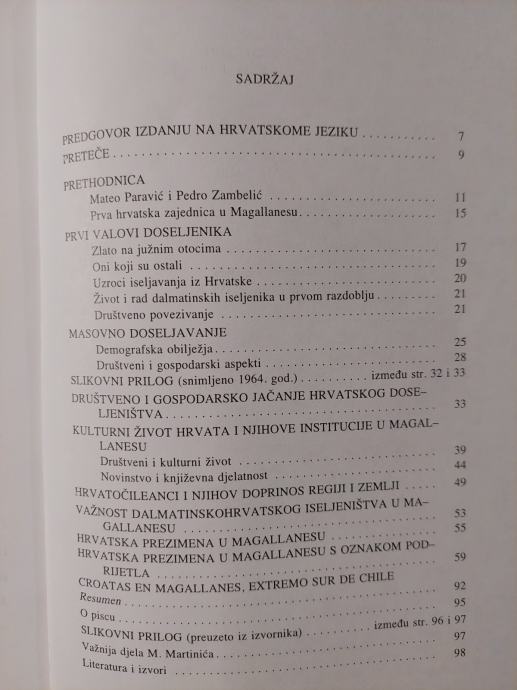 SADRŽAJ
PREDGOVOR IZDANJU NA HRVATSKOME JEZIKU . . . . . . . . . . . 7
PRETEČE . . . . . . . . . . . . . . . . . . . . . . . . . . . . . . . . . . . . . . . . . . . . . 9
PRETHODNICA
Mateo Paravić i Pedro Zambelić . . . . . . . . . . . . . . . . . . . . . . . . 11
Prva hrvatska zajednica u Magallanesu . . . . . . . . . . . . . . . . . . . . 15
PRVI VALOVI DOSELJENIKA
Zlato na južnim otocima . . . . . . . . . . . . . . . . . . . . . . . . . . . . . . 17
Oni koji su ostali . . . . . . . . . . . . . . . . . . . . . . . . . . . . . . . . . . . 19
Uzroci iseljavanja iz Hrvatske . . . . . . . . . . . . . . . . . . . . . . . . . . 20
Život i rad dalmatinskih iseljenika u prvom razdoblju . . . . . . . . . 21
Društveno povezivanje . . . . . . . . . . . . . . . . . . . . . . . . . . . . . . . 21
MASOVNO DOSELJAVANJE
Demografska obilježja . . . . . . . . . . . . . . . . . . . . . . . . . . . . . . . 25
Društveni i gospodarski aspekti . . . . . . . . . . . . . . . . . . . . . . . . . 28
SLIKOVNI PRILOG (snimljeno 1964. god.) . . . . . . . . . . između str. 32 i 33
DRUŠTVENO I GOSPODARSKO JAČANJE HRVATSKOG DOSE–
LJENIŠTVA . . . . . . . . . . . . . . . . . . . . . . . . . . . . . . . . . . . . . . . 33
KULTURNI ŽIVOT HRVATA I NJIHOVE INSTITUCIJE U MAGAL–
LANESU
Društveni i kulturni život . . . . . . . . . . . . . . . . . . . . . . . . . . . . . 39
Novinstvo i književna djelatnost . . . . . . . . . . . . . . . . . . . . . . . . 44
HRVATOČILEANCI I NJIHOV DOPRINOS REGIJI I ZEMLJI . . . . . 49
VAŽNOST DALMATINSKOHRVATSKOG ISELJENIŠTVA U MA–
GALLANESU . . . . . . . . . . . . . . . . . . . . . . . . . . . . . . . . . . . . . 53
HRVATSKA PREZIMENA U MAGALLANESU . . . . . . . . . . . . . . . 55
HRVATSKA PREZIMENA U MAGALLANESU S OZNAKOM POD–
RIJETLA . . . . . . . . . . . . . . . . . . . . . . . . . . . . . . . . . . . . . . . . . 59
CROATAS EN MAGALLANES, EXTREMO SUR DE CHILE
Resumen . . . . . . . . . . . . . . . . . . . . . . . . . . . . . . . . . . . . . . . . . 92
O piscu . . . . . . . . . . . . . . . . . . . . . . . . . . . . . . . . . . . . . . . . . . 95
SLIKOVNI PRILOG (preuzeto iz izvornika) . . . . . . . . . . između str. 96 i 97
Važnija djela M. Martinića . . . . . . . . . . . . . . . . . . . . . . . . . . . . 97
Literatura i izvori . . . . . . . . . . . . . . . . . . . . . . . . . . . . . . . . . . . 98